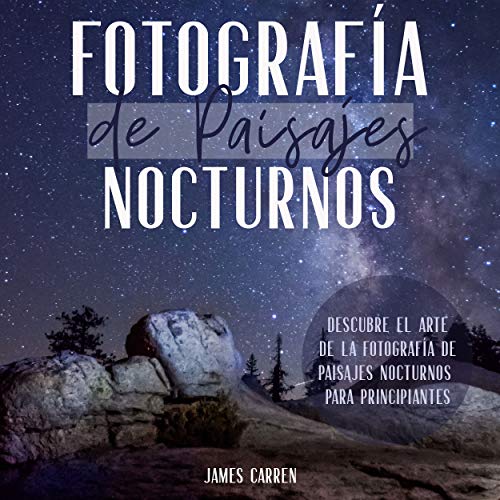 FOTOGRAFÍA
de Paisajes
NOCTURNOS
DESCUBRE EL ARTE
DE LA FOTOGRAFÍA DE
PAISAJES NOCTURNOS
PARA PRINCIPIANTES
JAMES CARREN